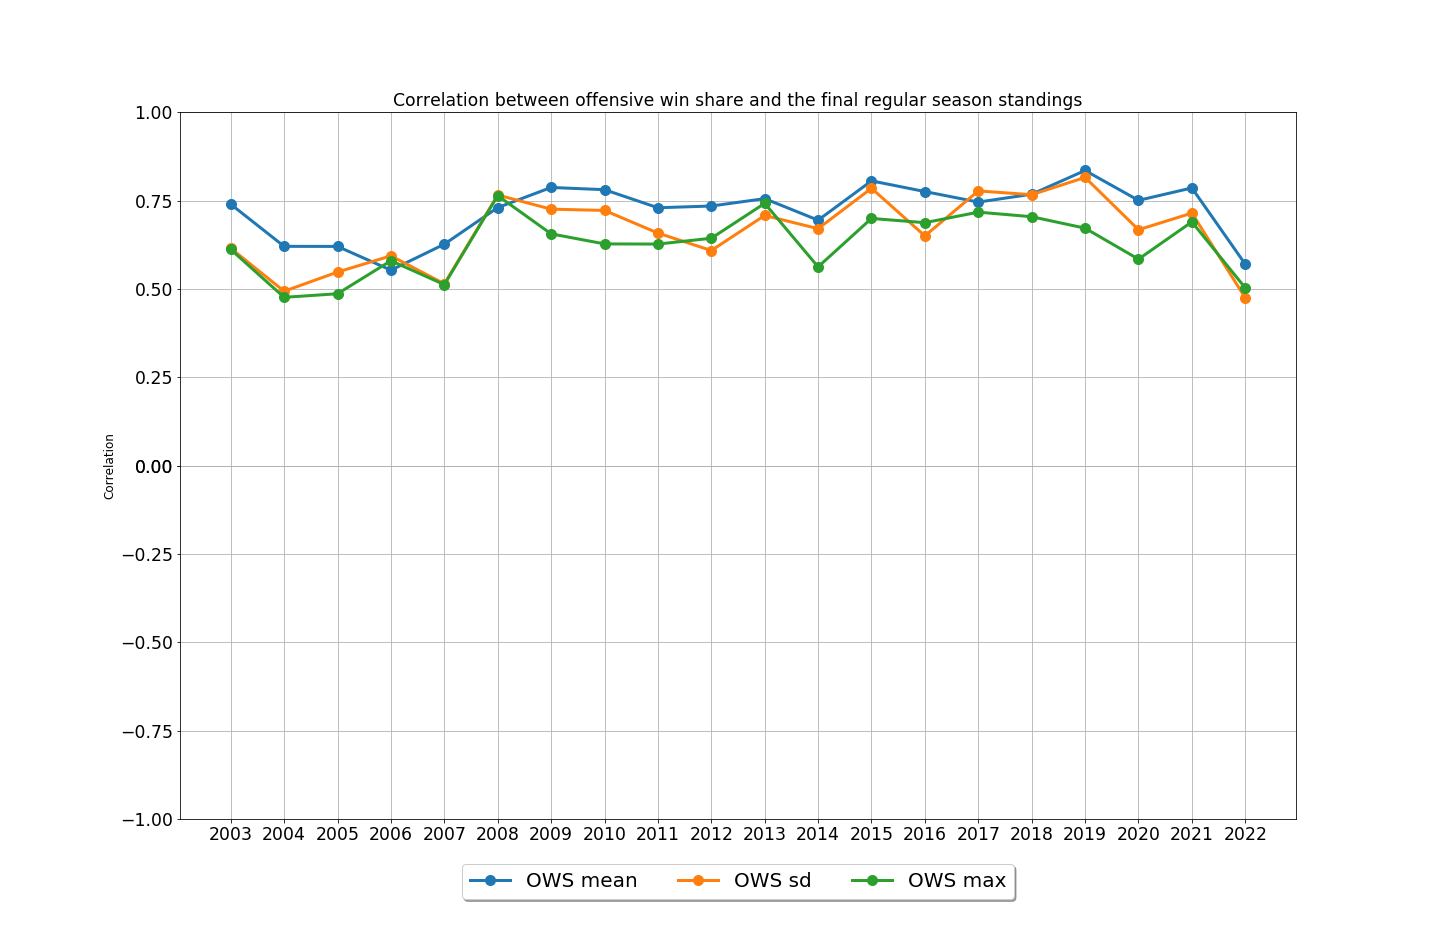 Correlation between offensive win share and the final regular season standings
1.00
0.75
0.50
0.25
0.00
−0.25
−0.50
−0.75
−1.00
Correlation
2003 2004 2005 2006 2007 2008 2009 2010 2011 2012 2013 2014 2015 2016 2017 2018 2019 2020 2021 2022
OWS mean OWS sd OWS max